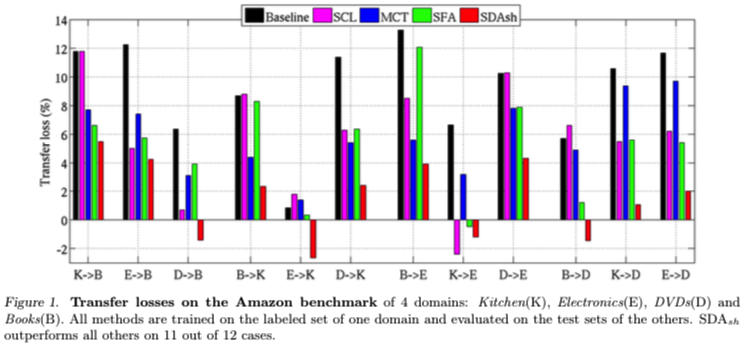 Baseline SCL MCT SFA SDAsh
14
12
10
8
6
4
2
0
-2
Transfer loss (%)
K->B E->B D->B B->K E->K D->K B->E K->E D->E B->D K->D E->D
Figure 1. Transfer losses on the Amazon benchmark of 4 domains: Kitchen(K), Electronics(E), DVDs(D) and
Books(B). All methods are trained on the labeled set of one domain and evaluated on the test sets of the others. SDAsh
outperforms all others on 11 out of 12 cases.